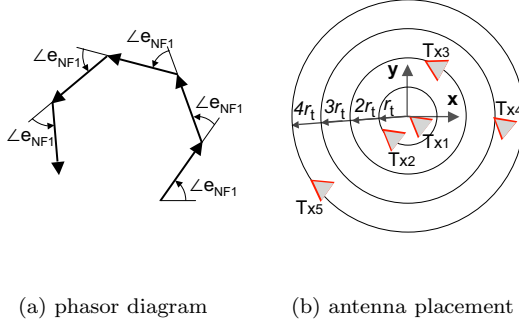 ∠e_NF1
∠e_NF1
∠e_NF1
∠e_NF1
∠e_NF1
(a) phasor diagram
Tx3
y
x
4r_t 3r_t 2r_t r_t
Tx4
Tx1
Tx2
Tx5
(b) antenna placement